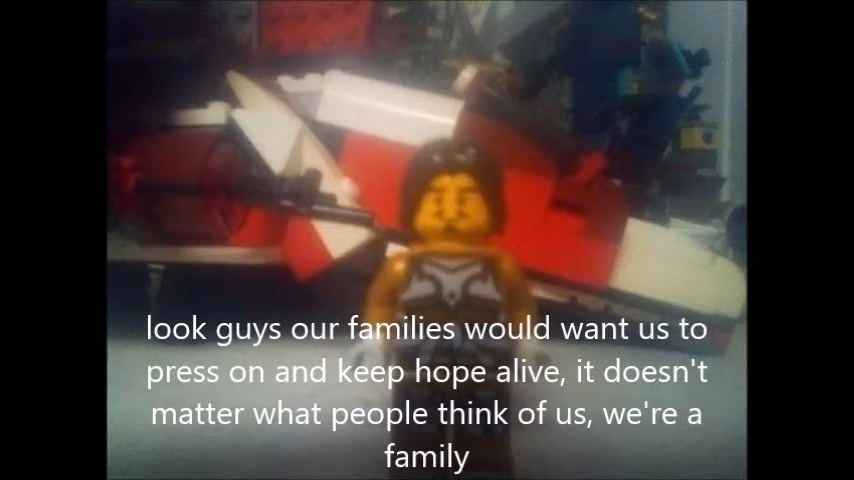 look guys our families would want us to
press on and keep hope alive, it doesn't
matter what people think of us, we're a
family